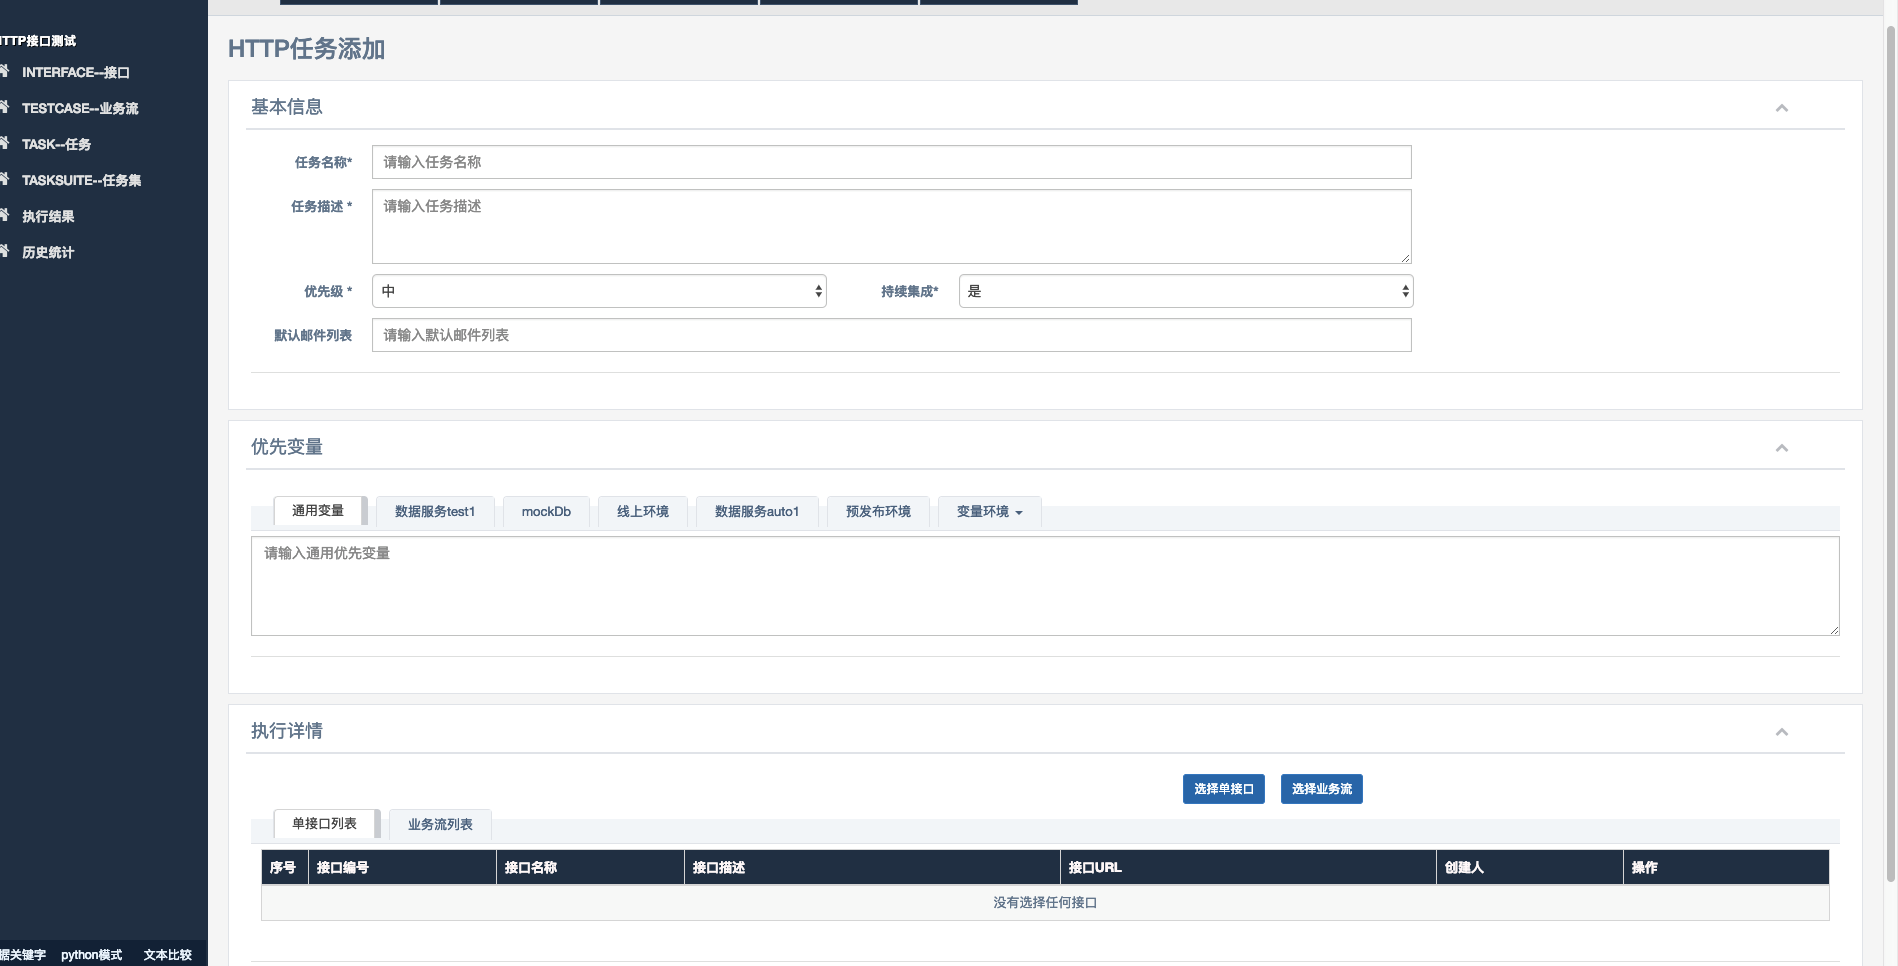 HTTP接口测试
INTERFACE--接口
TESTCASE--业务流
TASK--任务
TASKSUITE--任务集
执行结果
历史统计
据关键字 python模式 文本比较
HTTP任务添加
基本信息
任务名称* 请输入任务名称
任务描述 * 请输入任务描述
优先级 * 中 持续集成* 是
默认邮件列表 请输入默认邮件列表
优先变量
通用变量 数据服务test1 mockDb 线上环境 数据服务auto1 预发布环境 变量环境
请输入通用优先变量
执行详情
选择单接口 选择业务流
单接口列表 业务流列表
序号 接口编号 接口名称 接口描述 接口URL 创建人 操作
没有选择任何接口